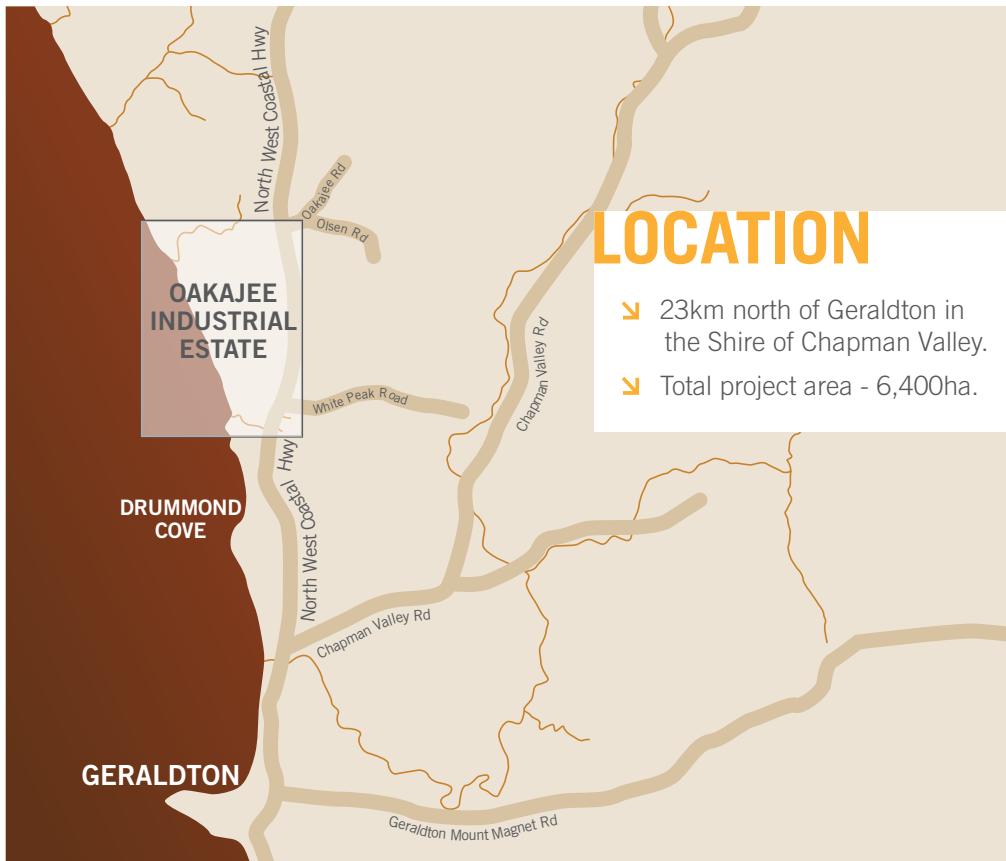 North West Coastal Hwy
Oakajee Rd
Olsen Rd
LOCATION
OAKAJEE
INDUSTRIAL
ESTATE
23km north of Geraldton in
the Shire of Chapman Valley.
Total project area - 6,400ha.
Chapman Valley Rd
White Peak Road
North West Coastal Hwy
DRUMMOND
COVE
Chapman Valley Rd
GERALDTON
Geraldton Mount Magnet Rd